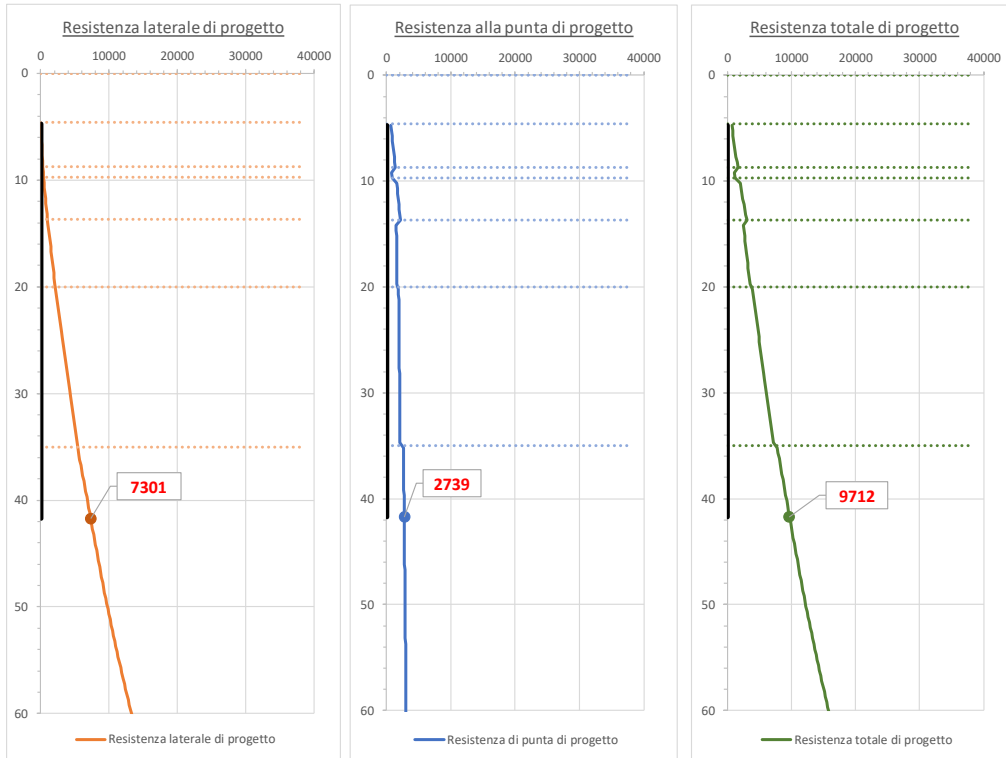 Resistenza laterale di progetto
0 10000 20000 30000 40000
0
10
20
30
40
50
60
7301
Resistenza laterale di progetto
Resistenza alla punta di progetto
0 10000 20000 30000 40000
0
10
20
30
40
50
60
2739
Resistenza di punta di progetto
Resistenza totale di progetto
0 10000 20000 30000 40000
0
10
20
30
40
50
60
9712
Resistenza totale di progetto